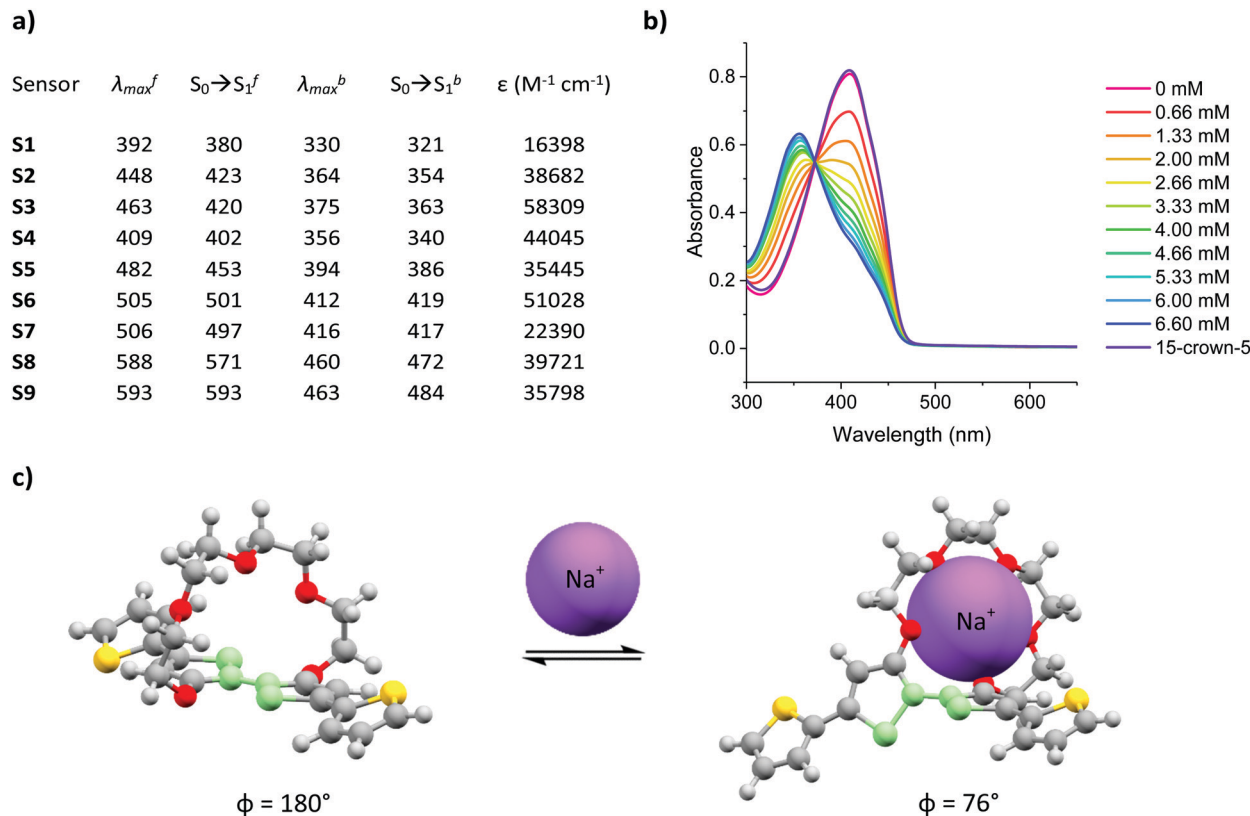 a)
Sensor λmaxᶠ S₀→S₁ᶠ λmaxᵇ S₀→S₁ᵇ ε (M⁻¹ cm⁻¹)
S1 392 380 330 321 16398
S2 448 423 364 354 38682
S3 463 420 375 363 58309
S4 409 402 356 340 44045
S5 482 453 394 386 35445
S6 505 501 412 419 51028
S7 506 497 416 417 22390
S8 588 571 460 472 39721
S9 593 593 463 484 35798
b)
Absorbance
0.8
0.6
0.4
0.2
0.0
300 400 500 600
Wavelength (nm)
0 mM
0.66 mM
1.33 mM
2.00 mM
2.66 mM
3.33 mM
4.00 mM
4.66 mM
5.33 mM
6.00 mM
6.60 mM
15-crown-5
c)
Na⁺
Na⁺
ϕ = 180°
ϕ = 76°